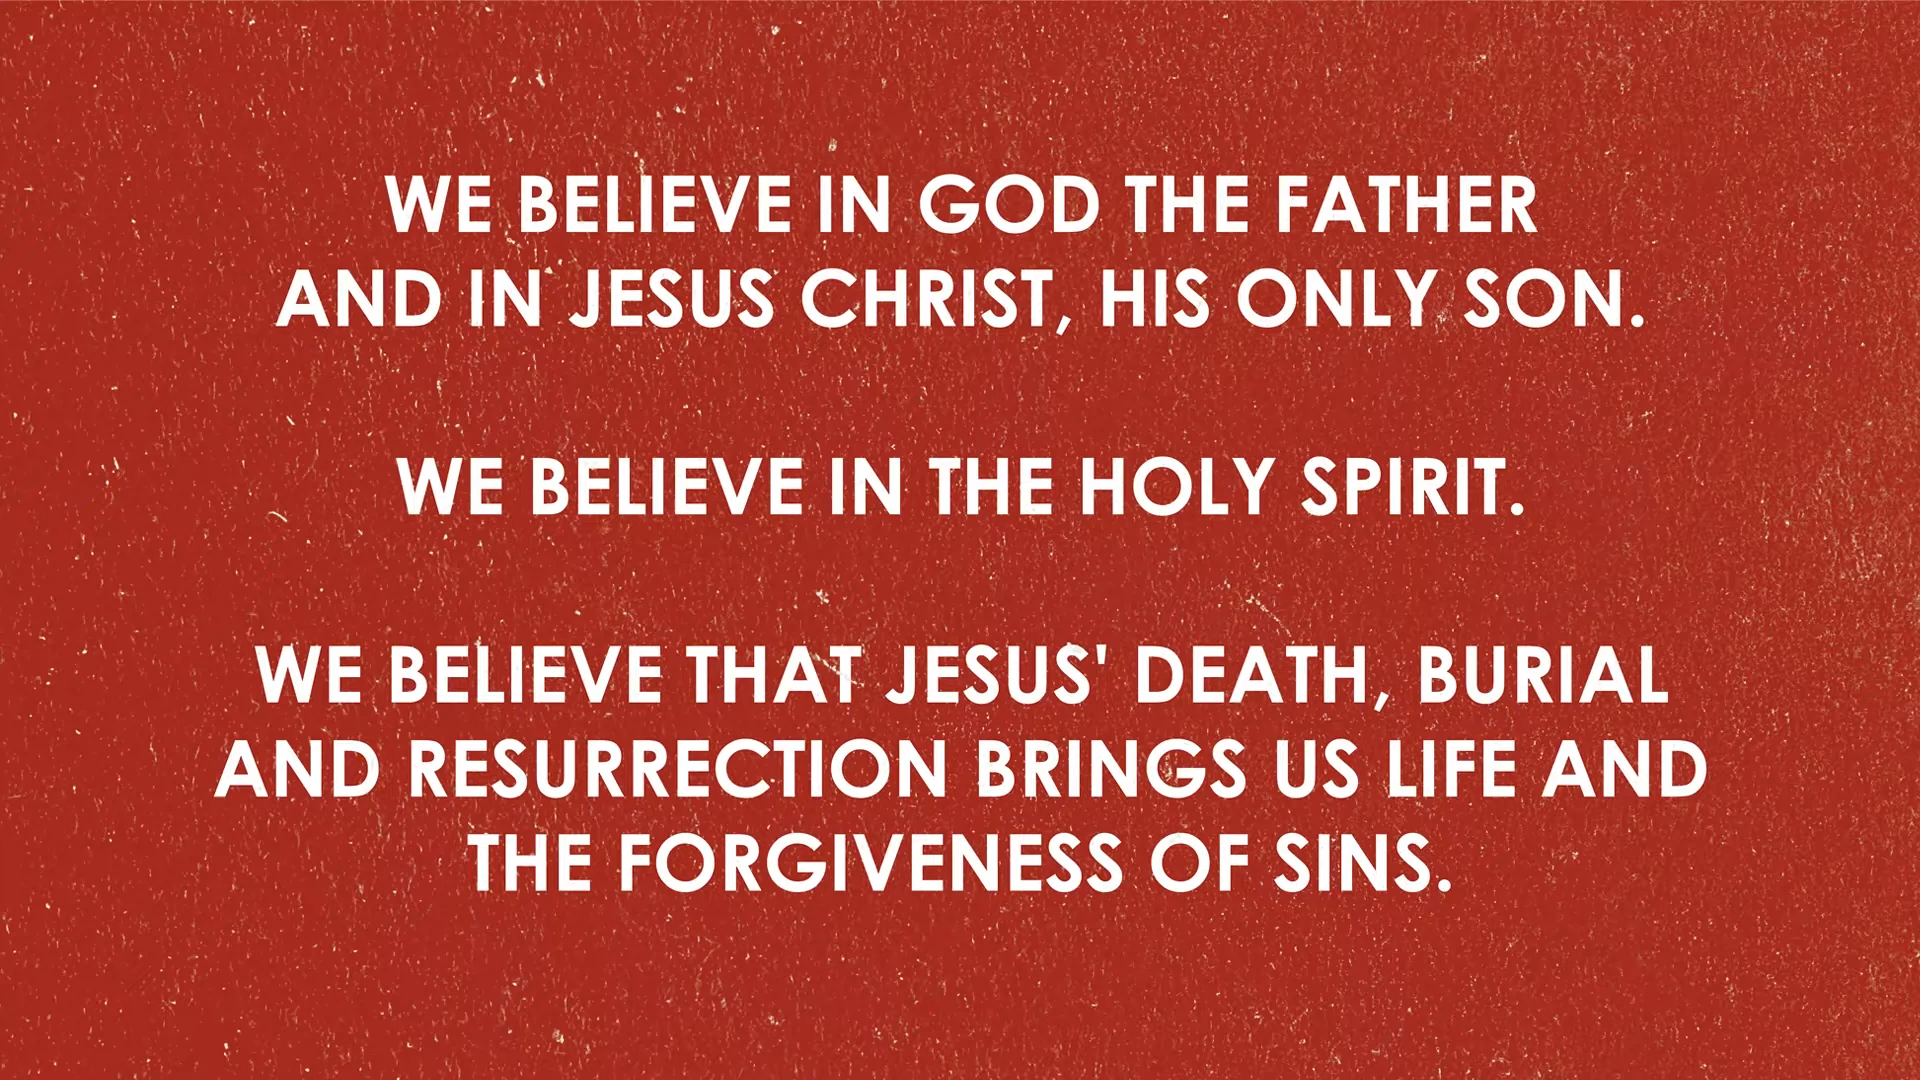 WE BELIEVE IN GOD THE FATHER
AND IN JESUS CHRIST, HIS ONLY SON.
WE BELIEVE IN THE HOLY SPIRIT.
WE BELIEVE THAT JESUS' DEATH, BURIAL
AND RESURRECTION BRINGS US LIFE AND
THE FORGIVENESS OF SINS.